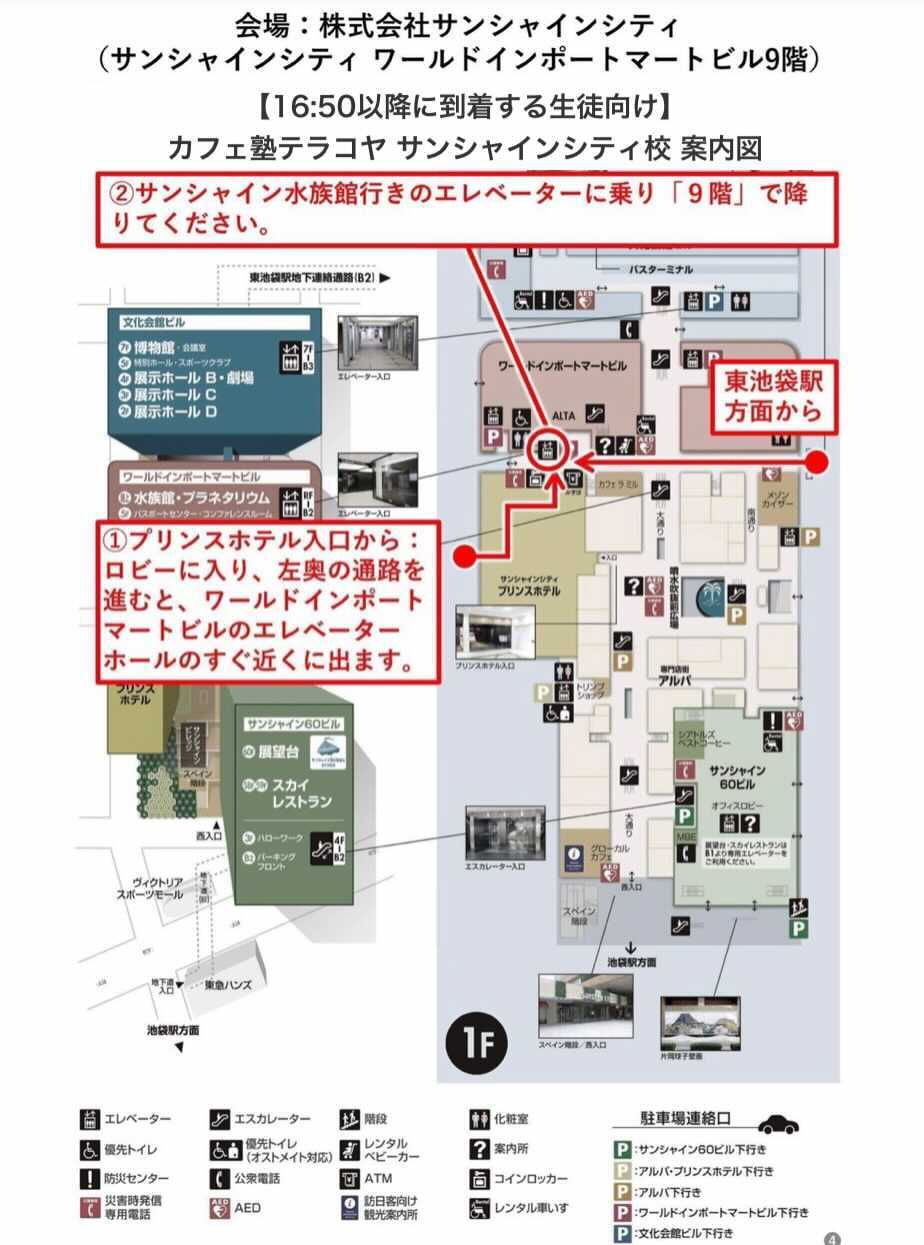 会場：株式会社サンシャインシティ
（サンシャインシティ ワールドインポートマートビル9階）
【16:50以降に到着する生徒向け】
カフェ塾テラコヤ サンシャインシティ校 案内図
②サンシャイン水族館行きのエレベーターに乗り「９階」で降
りてください。
東池袋駅地下連絡通路(B2)
バスターミナル
文化会館ビル
7F 博物館・会議室
5F 特別ホール・スポーツクラブ
4F 展示ホール B・劇場
3F 展示ホール C
2F 展示ホール D
7F
B3
エレベーター入口
ワールドインポートマートビル
水族館・プラネタリウム
パスポートセンター・コンファレンスルーム
RF
B2
エレベーター入口
ワールドインポートマートビル
ALTA
東池袋駅
方面から
カフェ ラ ミル
メゾン
カイザー
大通り
南通り
①プリンスホテル入口から：
ロビーに入り、左奥の通路を
進むと、ワールドインポート
マートビルのエレベーター
ホールのすぐ近くに出ます。
入口
サンシャインシティ
プリンスホテル
噴水広場
プリンスホテル入口
トリンプ
ショップ
専門店街
アルパ
プリンス
ホテル
サンシャイン
スペイン
階段
西入口
サンシャイン60ビル
展望台
スカイ
レストラン
ハローワーク
パーキング
フロント
4F
B2
シアトルズ
ベストコーヒー
サンシャイン
60ビル
オフィスロビー
MBE
展望台・スカイレストランは
B1より専用エレベーターを
ご利用ください。
エスカレーター入口
大通り
グローカル
カフェ
西入口
スペイン
階段
池袋駅方面
ヴィクトリア
スポーツモール
地下道
入口
東急ハンズ
池袋駅方面
1F
スペイン階段／西入口
片岡球子壁画
エレベーター
エスカレーター
階段
化粧室
優先トイレ
優先トイレ
（オストメイト対応）
レンタル
ベビーカー
案内所
防災センター
公衆電話
ATM
コインロッカー
災害時発信
専用電話
AED
訪日客向け
観光案内所
レンタル車いす
駐車場連絡口
P :サンシャイン60ビル下行き
P :アルパ・プリンスホテル下行き
P :アルパ下行き
P :ワールドインポートマートビル下行き
P :文化会館ビル下行き
4